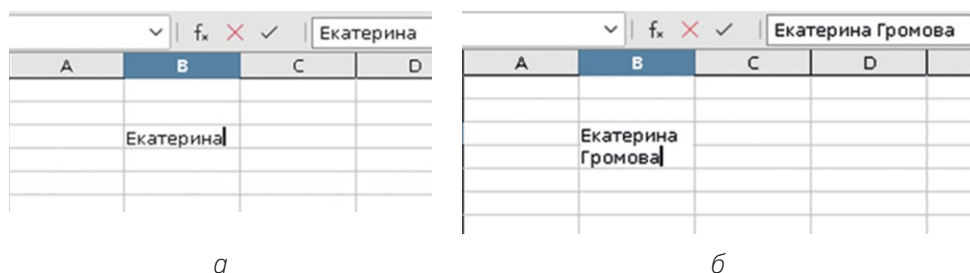 fx Екатерина
A B C D
Екатерина
а
fx Екатерина Громова
A B C D
Екатерина
Громова
б